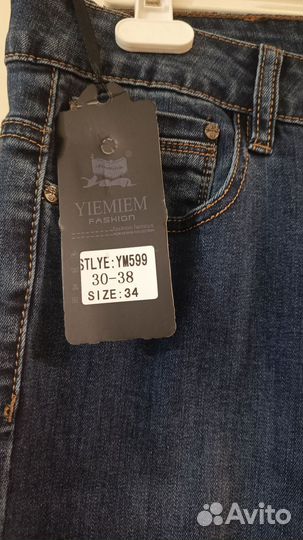 YIEMIEM
FASHION
STLYE:YM599
30-38
SIZE:34
Avito